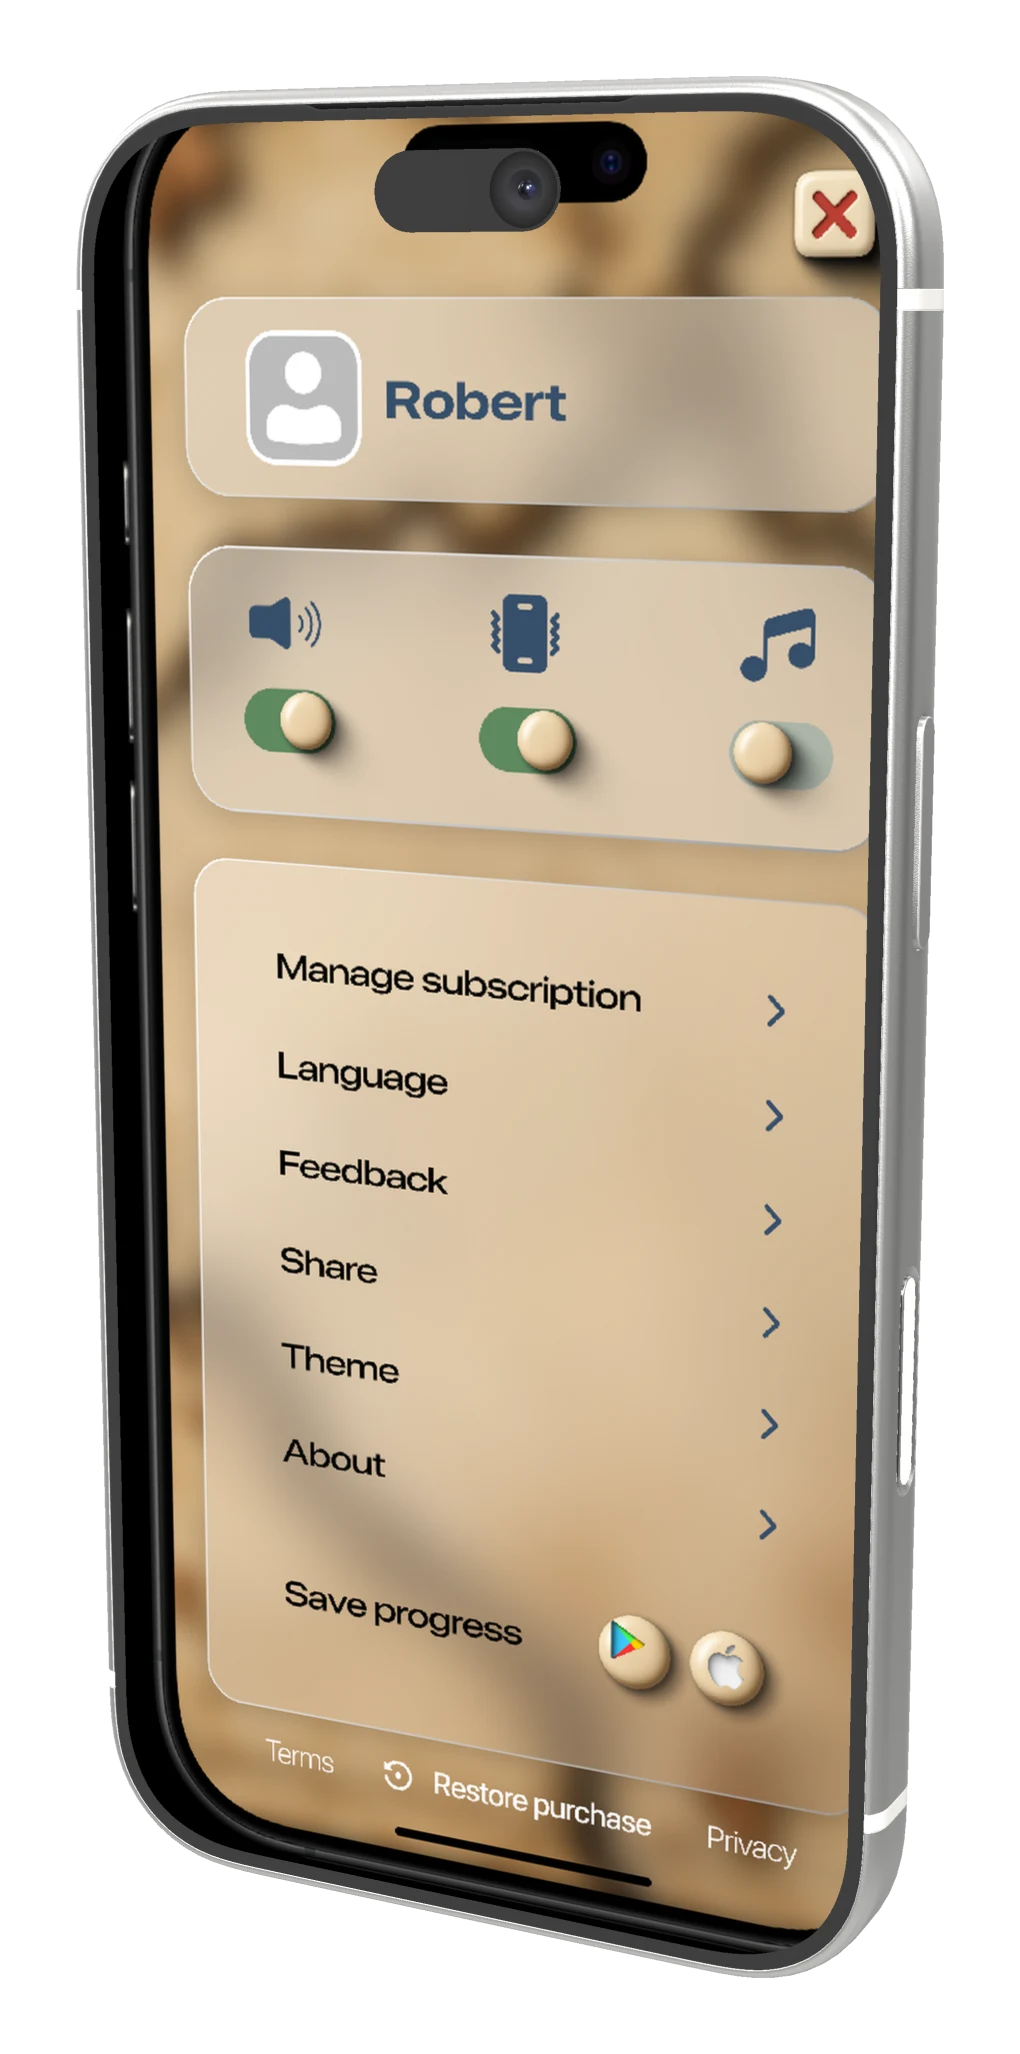 Robert
Manage subscription
Language
Feedback
Share
Theme
About
Save progress
Terms
Restore purchase
Privacy